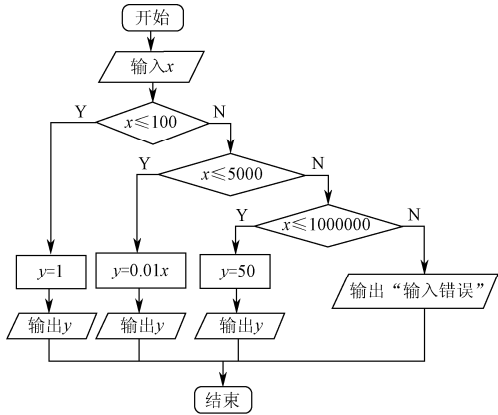 开始
输入x
Y
N
x≤100
Y
N
x≤5000
Y
N
x≤1000000
y=1
y=0.01x
y=50
输出“输入错误”
输出y
输出y
输出y
结束